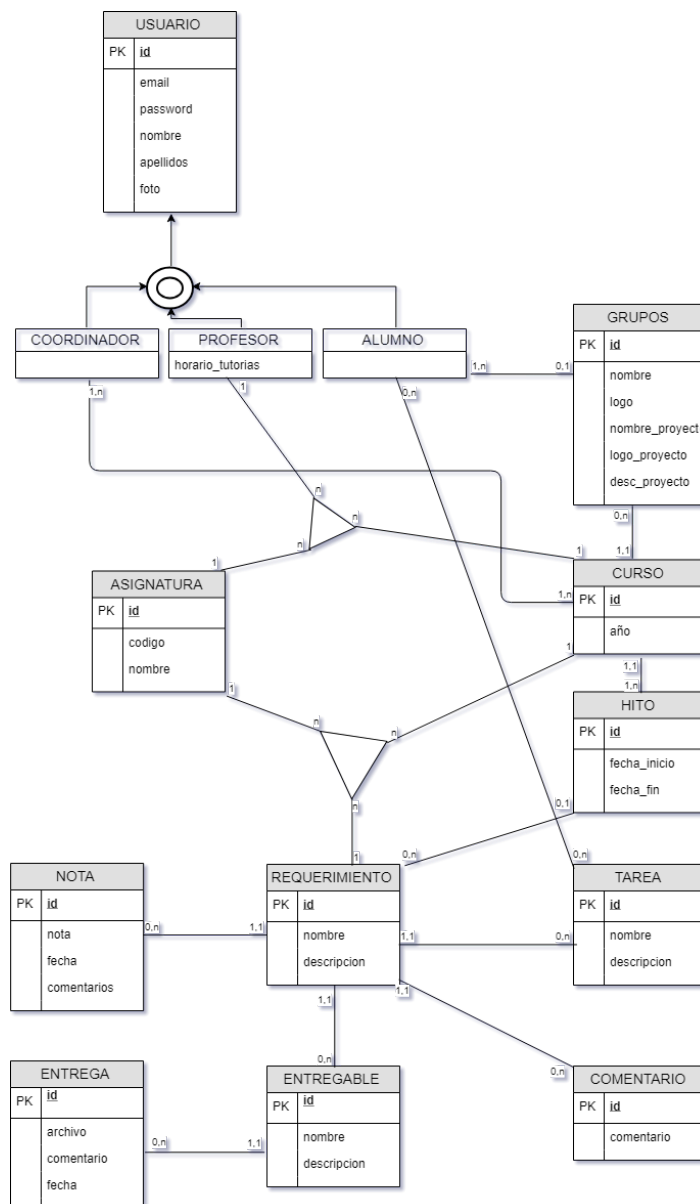 USUARIO
PK id
email
password
nombre
apellidos
foto
COORDINADOR
PROFESOR
horario_tutorias
ALUMNO
1,n
0,1
GRUPOS
PK id
nombre
logo
nombre_proyect
logo_proyecto
desc_proyecto
1,n
1
0,n
0,n
1,1
n
n
n
1
1
ASIGNATURA
PK id
codigo
nombre
1,n
CURSO
PK id
año
1
1
1,1
1,n
n
n
n
1
HITO
PK id
fecha_inicio
fecha_fin
0,1
0,n
0,n
NOTA
PK id
nota
fecha
comentarios
0,n
1,1
REQUERIMIENTO
PK id
nombre
descripcion
1,1
0,n
TAREA
PK id
nombre
descripcion
1,1
1,1
0,n
0,n
ENTREGA
PK id
archivo
comentario
fecha
0,n
1,1
ENTREGABLE
PK id
nombre
descripcion
COMENTARIO
PK id
comentario